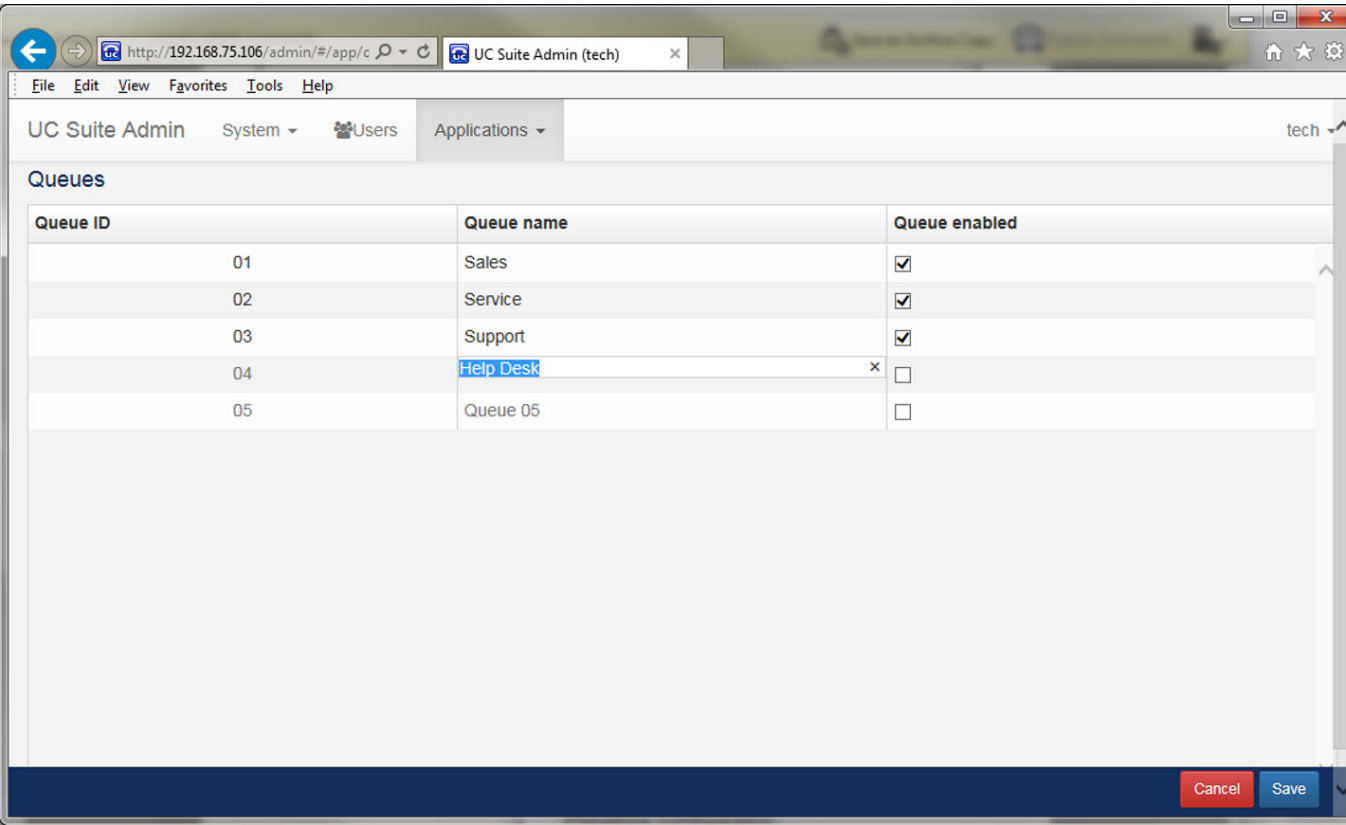 http://192.168.75.106/admin/#/app/c
UC Suite Admin (tech)
File Edit View Favorites Tools Help
UC Suite Admin System Users Applications tech
Queues
Queue ID Queue name Queue enabled
01 Sales
02 Service
03 Support
04 Help Desk
05 Queue 05
Cancel Save